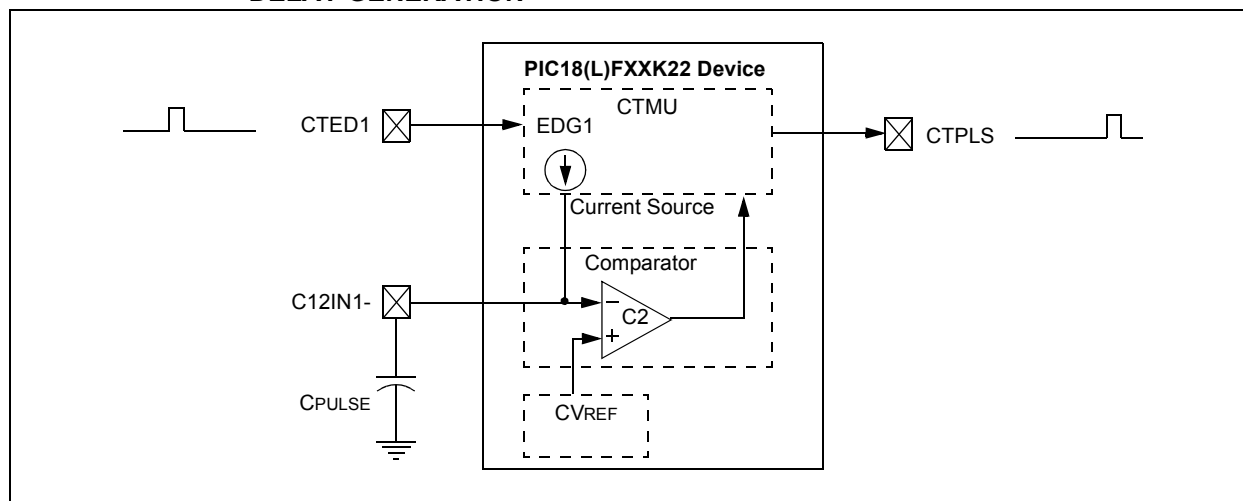 DELAY GENERATION
PIC18(L)FXXK22 Device
CTMU
CTED1
EDG1
CTPLS
Current Source
Comparator
C12IN1-
−
C2
+
CPULSE
CVREF